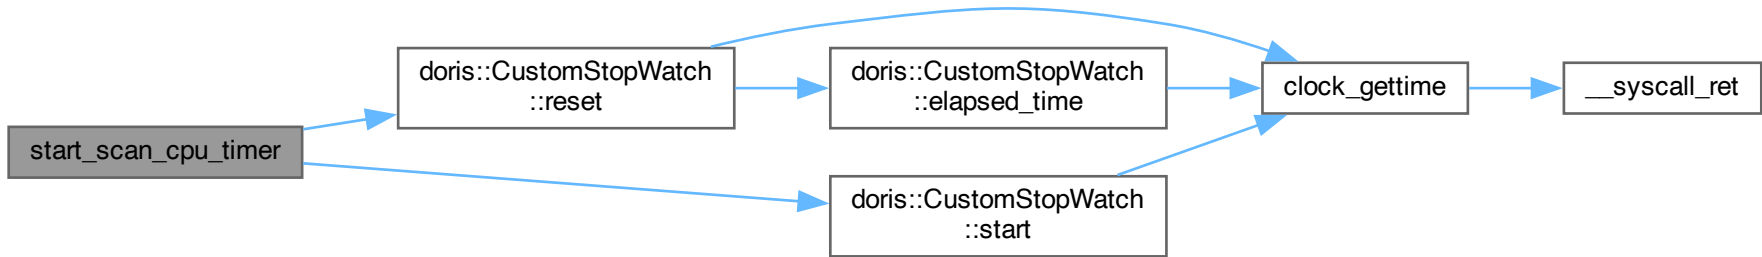 start_scan_cpu_timer
doris::CustomStopWatch
::reset
doris::CustomStopWatch
::elapsed_time
doris::CustomStopWatch
::start
clock_gettime
__syscall_ret